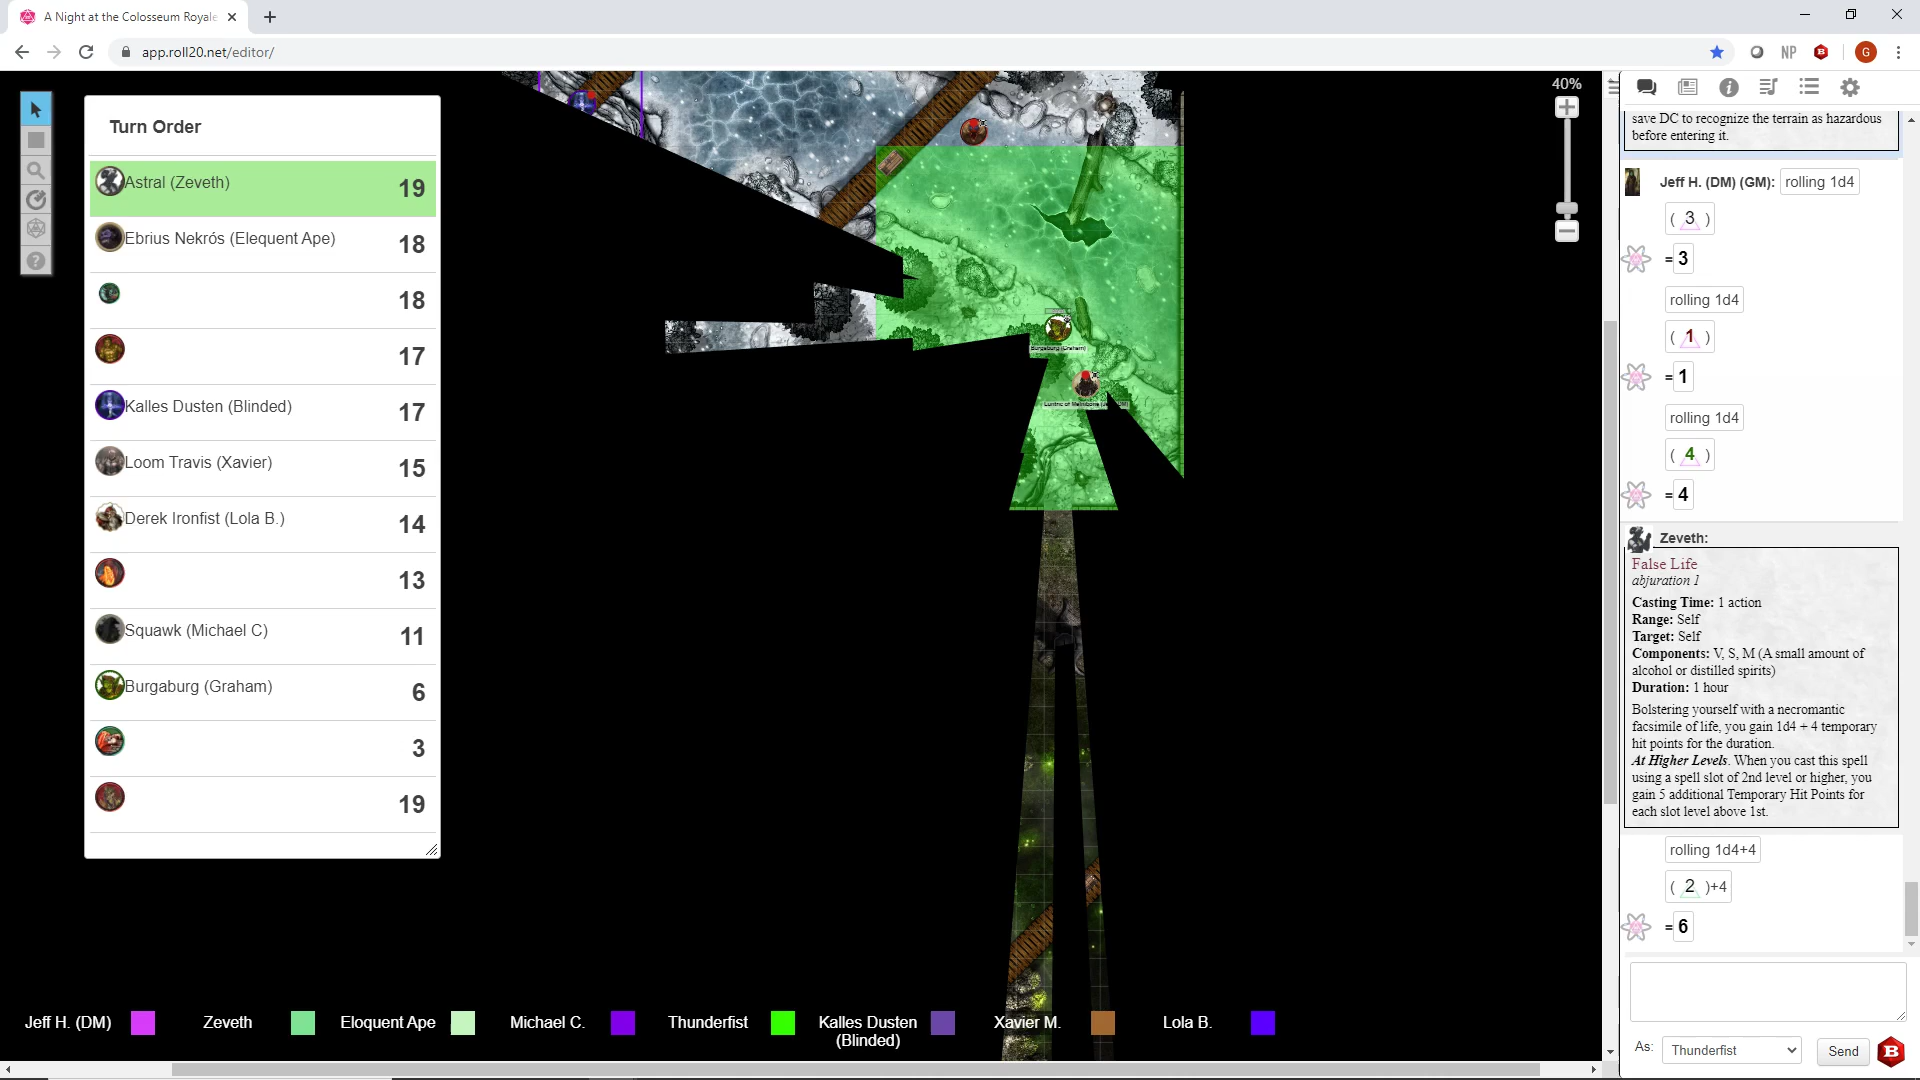 A Night at the Colosseum Royale
app.roll20.net/editor/
40%
Turn Order
Astral (Zeveth)
19
Ebrius Nekrós (Elequent Ape)
18
18
17
Kalles Dusten (Blinded)
17
Loom Travis (Xavier)
15
Derek Ironfist (Lola B.)
14
13
Squawk (Michael C)
11
Burgaburg (Graham)
6
3
19
Burgaburg (Graham)
Jeff H. (DM)
Zeveth
Eloquent Ape
Michael C.
Thunderfist
Kalles Dusten
(Blinded)
Xavier M.
Lola B.
NP
B
G
save DC to recognize the terrain as hazardous
before entering it.
Jeff H. (DM) (GM): rolling 1d4
( 3 )
=3
rolling 1d4
( 1 )
=1
rolling 1d4
( 4 )
=4
Zeveth:
False Life
abjuration 1
Casting Time: 1 action
Range: Self
Target: Self
Components: V, S, M (A small amount of
alcohol or distilled spirits)
Duration: 1 hour
Bolstering yourself with a necromantic
facsimile of life, you gain 1d4 + 4 temporary
hit points for the duration.
At Higher Levels. When you cast this spell
using a spell slot of 2nd level or higher, you
gain 5 additional Temporary Hit Points for
each slot level above 1st.
rolling 1d4+4
( 2 )+4
=6
As:
Thunderfist
Send
B